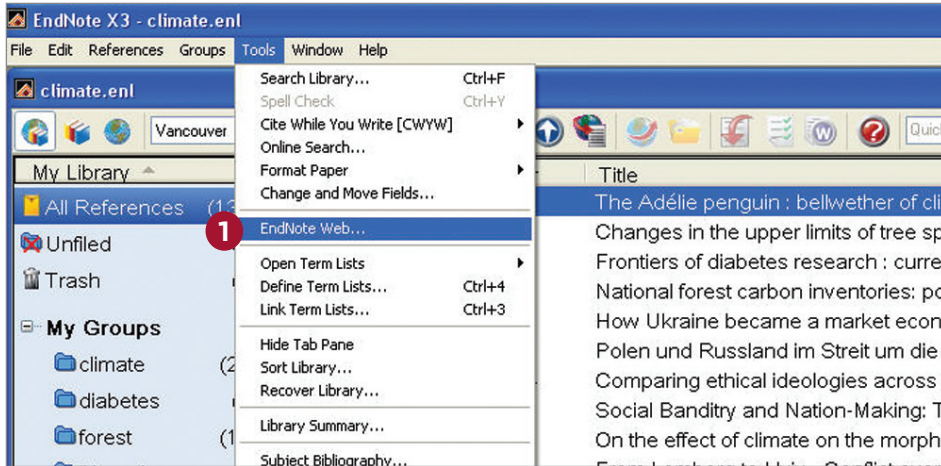 EndNote X3 - climate.enl
File Edit References Groups Tools Window Help
climate.enl
Vancouver
My Library
All References
Unfiled
Trash
My Groups
climate
diabetes
forest
1
Search Library... Ctrl+F
Spell Check Ctrl+Y
Cite While You Write [CWYW]
Online Search...
Format Paper
Change and Move Fields...
EndNote Web...
Open Term Lists
Define Term Lists... Ctrl+4
Link Term Lists... Ctrl+3
Hide Tab Pane
Sort Library...
Recover Library...
Library Summary...
Subject Bibliography...
Title
The Adélie penguin : bellwether of cli
Changes in the upper limits of tree sp
Frontiers of diabetes research : curre
National forest carbon inventories: po
How Ukraine became a market econ
Polen und Russland im Streit um die
Comparing ethical ideologies across
Social Banditry and Nation-Making: T
On the effect of climate on the morph